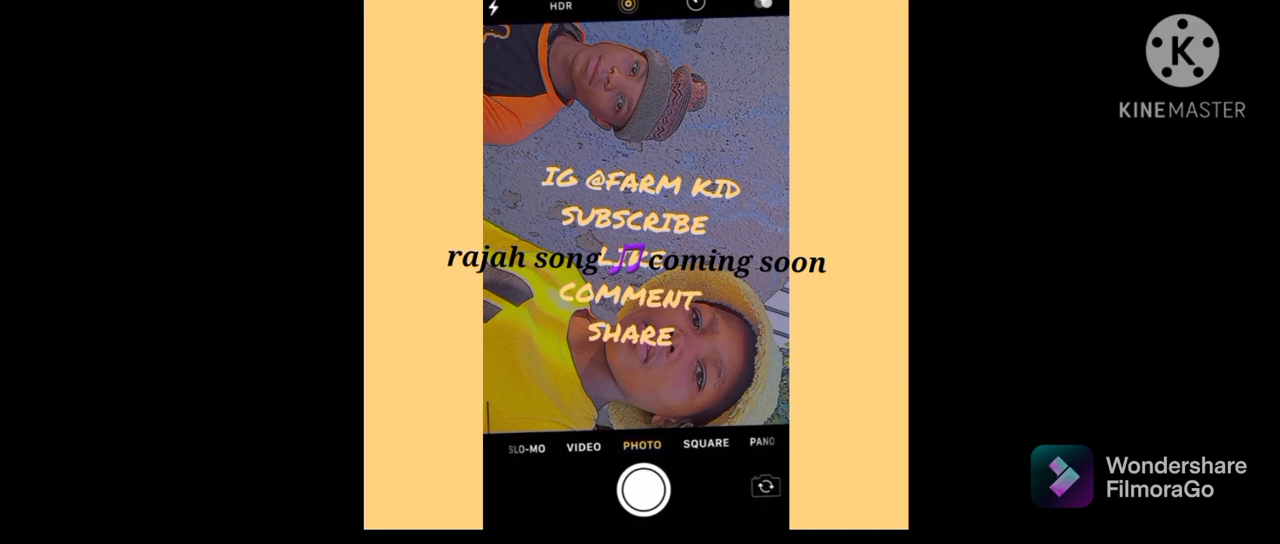 HDR
KINEMASTER
IG @FARM KID
SUBSCRIBE
LIKE
rajah song 🎵 coming soon
COMMENT
SHARE
SLO-MO VIDEO PHOTO SQUARE PANO
Wondershare
FilmoraGo